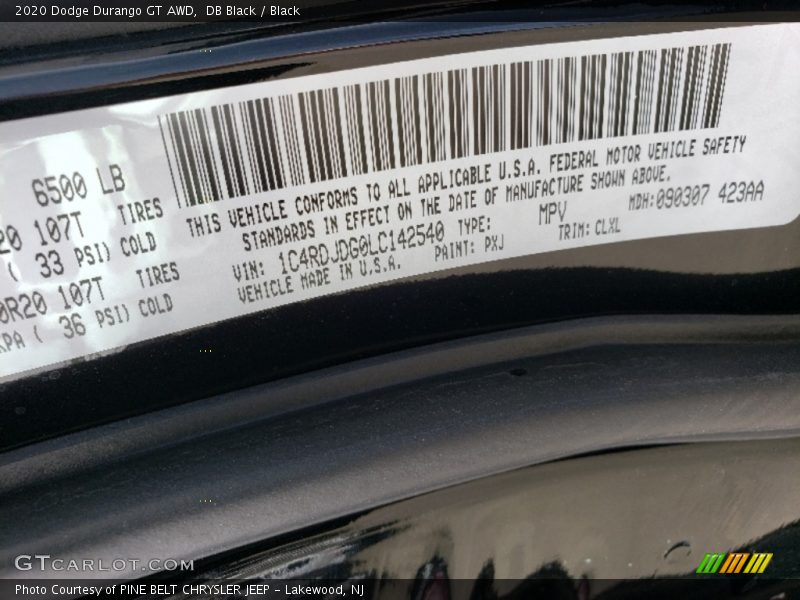 2020 Dodge Durango GT AWD, DB Black / Black
6500 LB
107T TIRES
( 33 PSI) COLD
0R20 107T TIRES
KPA ( 36 PSI) COLD
THIS VEHICLE CONFORMS TO ALL APPLICABLE U.S.A. FEDERAL MOTOR VEHICLE SAFETY
STANDARDS IN EFFECT ON THE DATE OF MANUFACTURE SHOWN ABOVE.
VIN: 1C4RDJDG0LC142540 TYPE: MPV MDH:090307 423AA
VEHICLE MADE IN U.S.A. PAINT: PXJ TRIM: CLXL
GTCARLOT.COM
Photo Courtesy of PINE BELT CHRYSLER JEEP – Lakewood, NJ